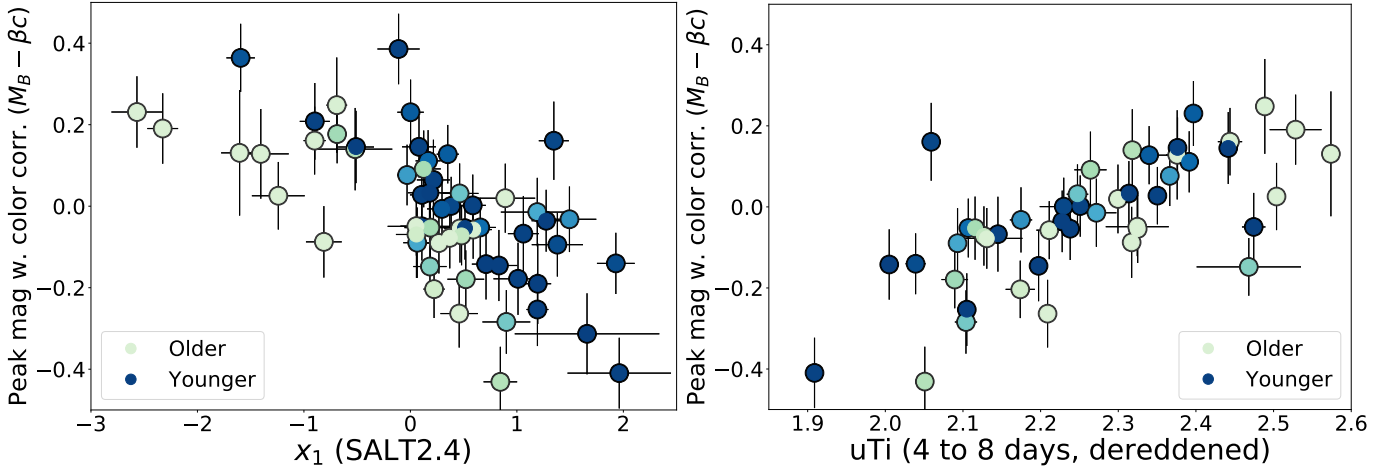 Peak mag w. color corr. (M_B − βc)
0.4
0.2
0.0
−0.2
−0.4
Older
Younger
−3 −2 −1 0 1 2
x_1 (SALT2.4)
Peak mag w. color corr. (M_B − βc)
0.4
0.2
0.0
−0.2
−0.4
Older
Younger
1.9 2.0 2.1 2.2 2.3 2.4 2.5 2.6
uTi (4 to 8 days, dereddened)